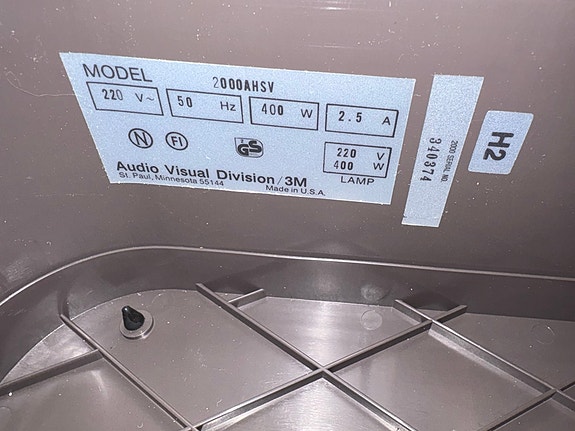 MODEL 2000AHSV
220 V~ 50 Hz 400 W 2.5 A
N FI GS
220 V
400 W
LAMP
Audio Visual Division/3M
St. Paul, Minnesota 55144
Made in U.S.A.
2000 SERIAL NO
340374
H2